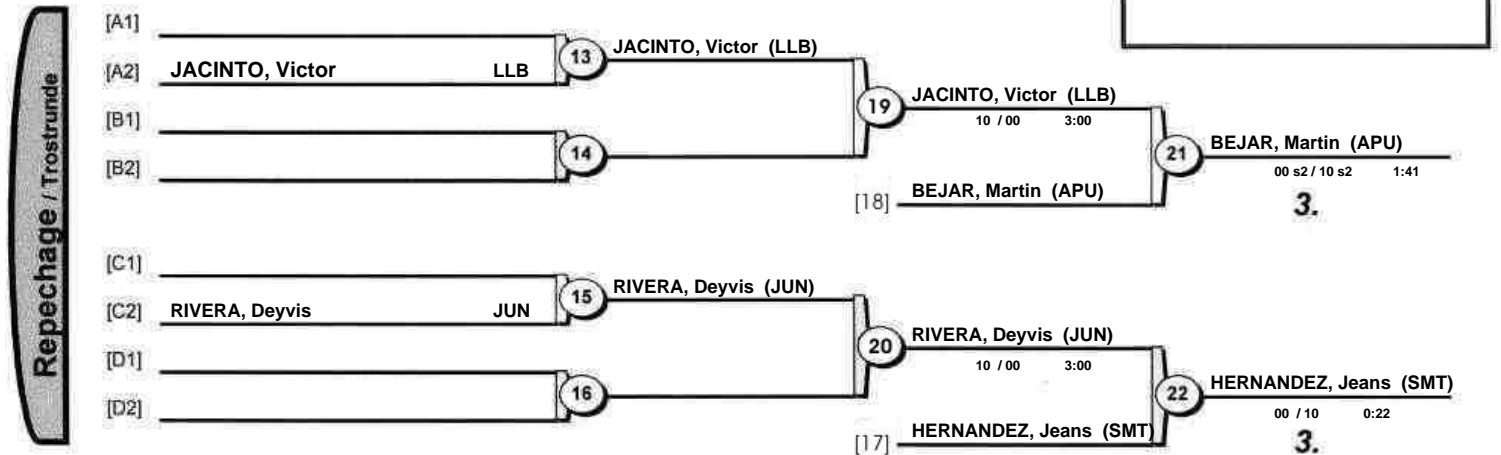 Repechage / Trostrunde
[A1]
13 JACINTO, Victor (LLB)
[A2] JACINTO, Victor LLB
19 JACINTO, Victor (LLB)
10 / 00 3:00
[B1]
14
[B2]
21 BEJAR, Martin (APU)
00 s2 / 10 s2 1:41
[18] BEJAR, Martin (APU)
3.
[C1]
15 RIVERA, Deyvis (JUN)
[C2] RIVERA, Deyvis JUN
20 RIVERA, Deyvis (JUN)
10 / 00 3:00
[D1]
16
[D2]
22 HERNANDEZ, Jeans (SMT)
00 / 10 0:22
[17] HERNANDEZ, Jeans (SMT)
3.